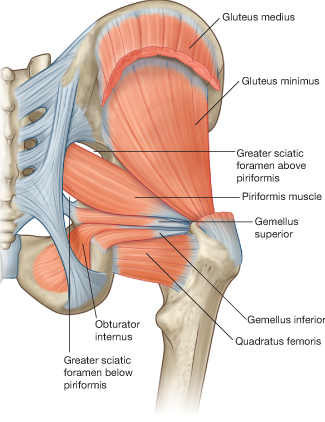 Gluteus medius
Gluteus minimus
Greater sciatic
foramen above
piriformis
Piriformis muscle
Gemellus
superior
Gemellus inferior
Quadratus femoris
Obturator
internus
Greater sciatic
foramen below
piriformis